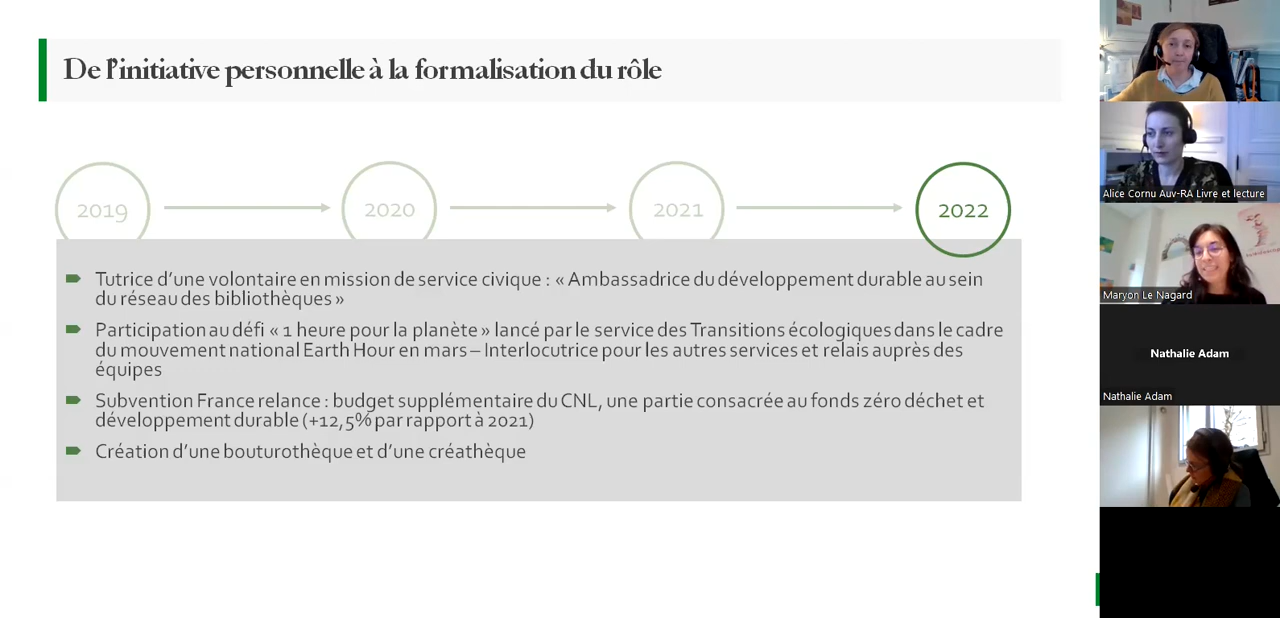 De l'initiative personnelle à la formalisation du rôle
2019
2020
2021
2022
Tutrice d'une volontaire en mission de service civique : « Ambassadrice du développement durable au sein
du réseau des bibliothèques »
Participation au défi « 1 heure pour la planète » lancé par le service des Transitions écologiques dans le cadre
du mouvement national Earth Hour en mars – Interlocutrice pour les autres services et relais auprès des
équipes
Subvention France relance : budget supplémentaire du CNL, une partie consacrée au fonds zéro déchet et
développement durable (+12,5% par rapport à 2021)
Création d'une bouturothèque et d'une créathèque
Alice Cornu Auv-RA Livre et lecture
Maryon Le Nagard
Nathalie Adam
Nathalie Adam